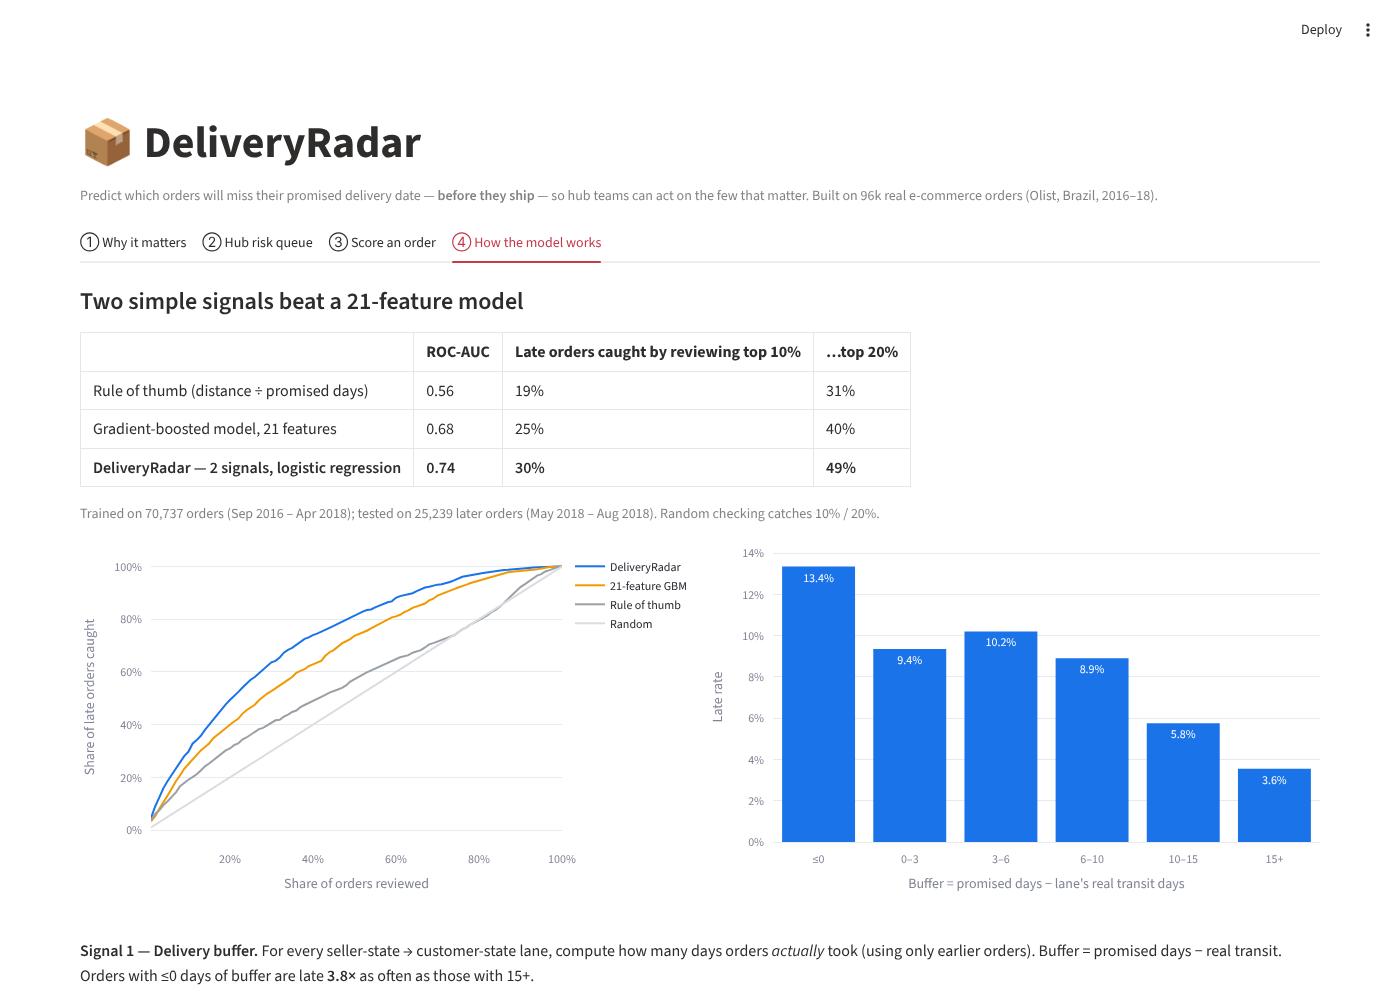 Deploy
📦 DeliveryRadar
Predict which orders will miss their promised delivery date — before they ship — so hub teams can act on the few that matter. Built on 96k real e-commerce orders (Olist, Brazil, 2016–18).
① Why it matters ② Hub risk queue ③ Score an order ④ How the model works
Two simple signals beat a 21-feature model
ROC-AUC Late orders caught by reviewing top 10% …top 20%
Rule of thumb (distance ÷ promised days) 0.56 19% 31%
Gradient-boosted model, 21 features 0.68 25% 40%
DeliveryRadar — 2 signals, logistic regression 0.74 30% 49%
Trained on 70,737 orders (Sep 2016 – Apr 2018); tested on 25,239 later orders (May 2018 – Aug 2018). Random checking catches 10% / 20%.
Share of late orders caught
100%
80%
60%
40%
20%
0%
20% 40% 60% 80% 100%
Share of orders reviewed
DeliveryRadar
21-feature GBM
Rule of thumb
Random
Late rate
14%
12%
10%
8%
6%
4%
2%
0%
13.4% 9.4% 10.2% 8.9% 5.8% 3.6%
≤0 0–3 3–6 6–10 10–15 15+
Buffer = promised days − lane's real transit days
Signal 1 — Delivery buffer. For every seller-state → customer-state lane, compute how many days orders actually took (using only earlier orders). Buffer = promised days − real transit.
Orders with ≤0 days of buffer are late 3.8× as often as those with 15+.